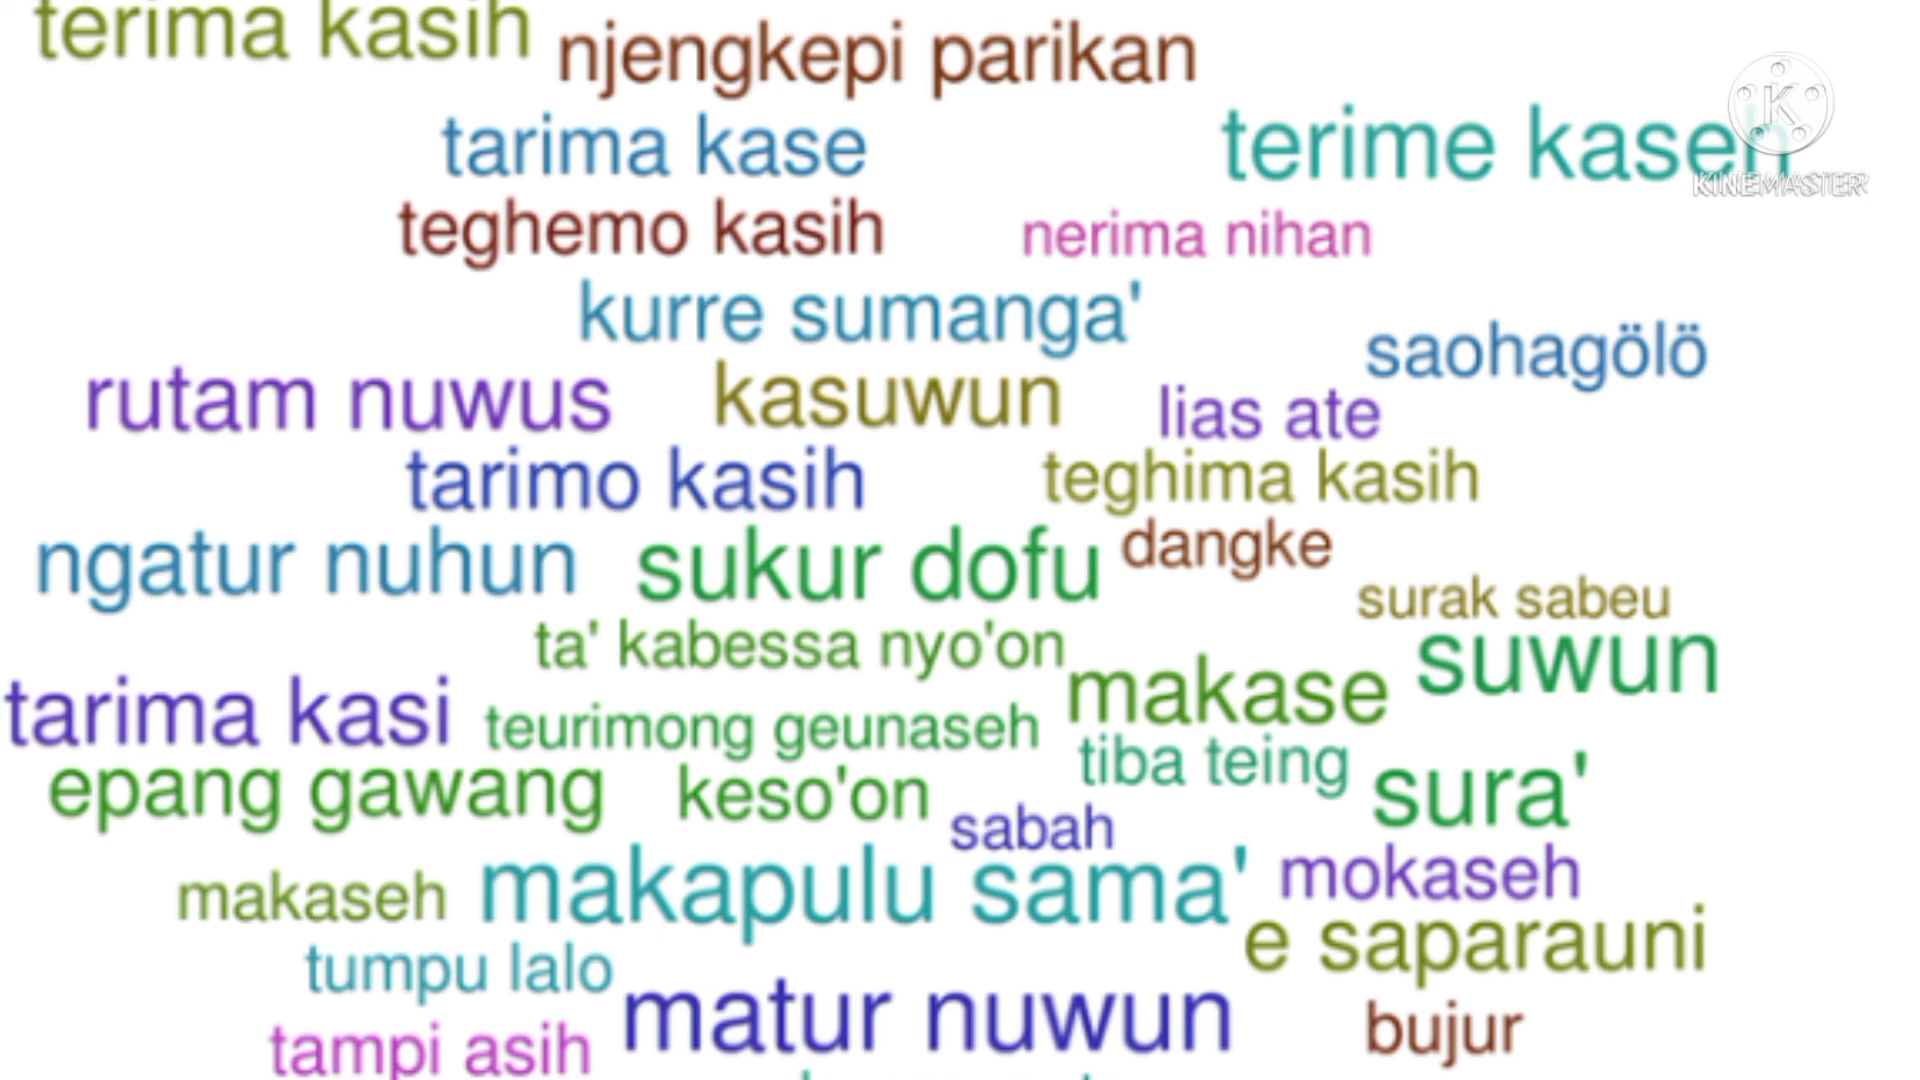 terima kasih
njengkepi parikan
tarima kase
terime kaseh
KINEMASTER
teghemo kasih
nerima nihan
kurre sumanga'
saohagölö
rutam nuwus
kasuwun
lias ate
tarimo kasih
teghima kasih
ngatur nuhun
sukur dofu
dangke
surak sabeu
ta' kabessa nyo'on
makase
suwun
tarima kasi
teurimong geunaseh
tiba teing
epang gawang
keso'on
sura'
sabah
makaseh
makapulu sama'
mokaseh
e saparauni
tumpu lalo
matur nuwun
bujur
tampi asih